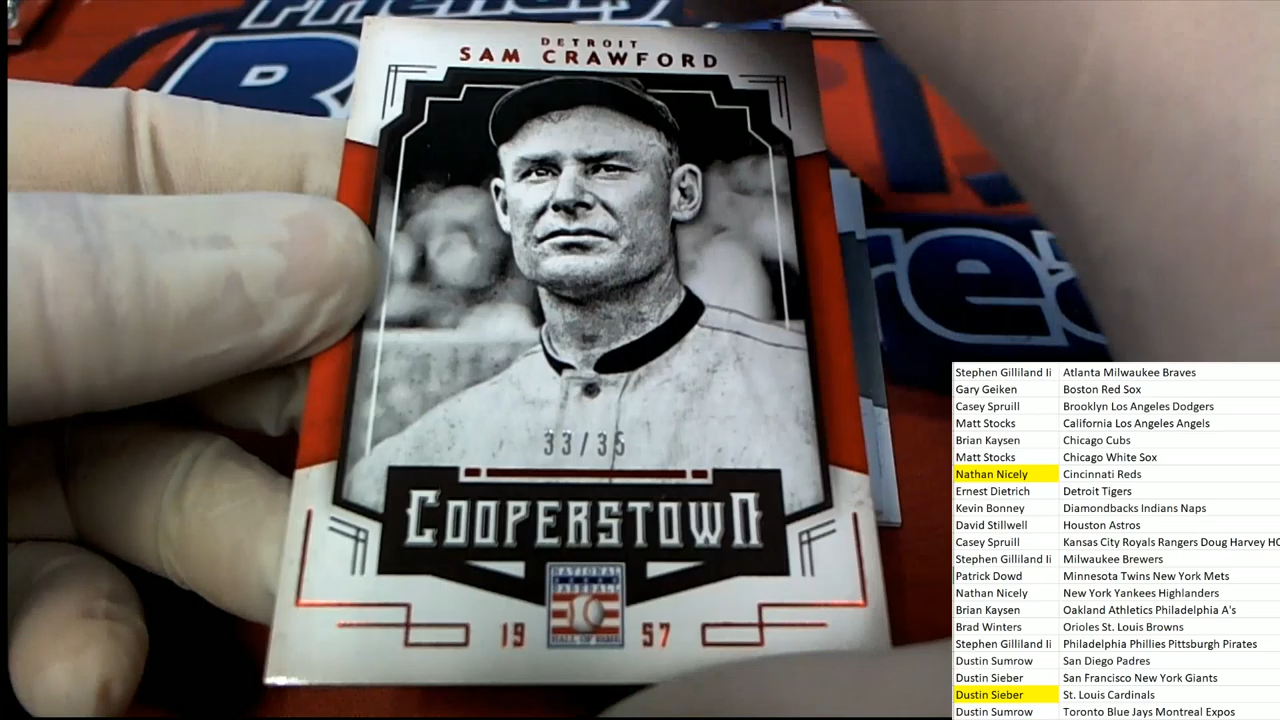 DETROIT
SAM CRAWFORD
33/35
COOPERSTOWN
NATIONAL
BASEBALL
HALL OF FAME
19 57
Stephen Gilliland Ii Atlanta Milwaukee Braves
Gary Geiken Boston Red Sox
Casey Spruill Brooklyn Los Angeles Dodgers
Matt Stocks California Los Angeles Angels
Brian Kaysen Chicago Cubs
Matt Stocks Chicago White Sox
Nathan Nicely Cincinnati Reds
Ernest Dietrich Detroit Tigers
Kevin Bonney Diamondbacks Indians Naps
David Stillwell Houston Astros
Casey Spruill Kansas City Royals Rangers Doug Harvey HO
Stephen Gilliland Ii Milwaukee Brewers
Patrick Dowd Minnesota Twins New York Mets
Nathan Nicely New York Yankees Highlanders
Brian Kaysen Oakland Athletics Philadelphia A's
Brad Winters Orioles St. Louis Browns
Stephen Gilliland Ii Philadelphia Phillies Pittsburgh Pirates
Dustin Sumrow San Diego Padres
Dustin Sieber San Francisco New York Giants
Dustin Sieber St. Louis Cardinals
Dustin Sumrow Toronto Blue Jays Montreal Expos